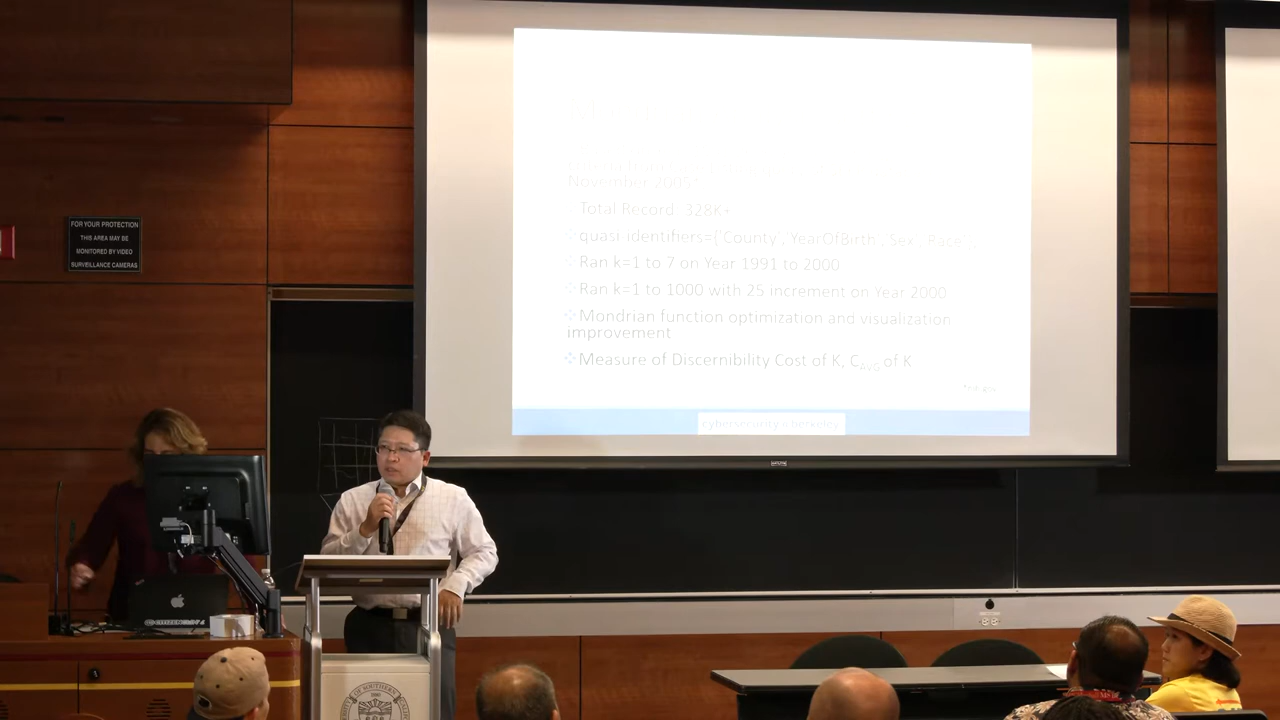 FOR YOUR PROTECTION
THIS AREA MAY BE
MONITORED BY VIDEO
SURVEILLANCE CAMERAS
November 2005*
Total Record: 328K+
quasi-identifiers=['County','YearOfBirth','Sex','Race']
Ran k=1 to 7 on Year 1991 to 2000
Ran k=1 to 1000 with 25 increment on Year 2000
Mondrian function optimization and visualization
improvement
Measure of Discernibility Cost of K, CAVG of K
cybersecurity@berkeley